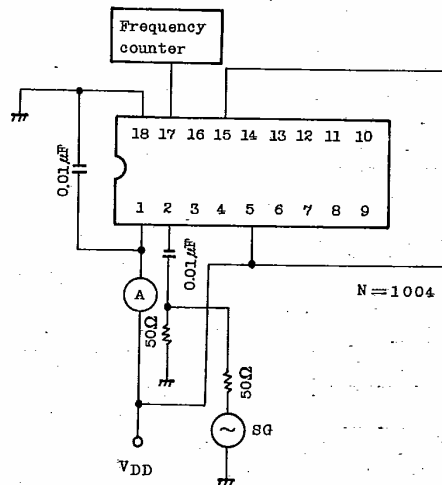 Frequency
counter
18 17 16 15 14 13 12 11 10
0.01μF
1 2 3 4 5 6 7 8 9
0.01μF
A
N=1004
50Ω
50Ω
SG
VDD